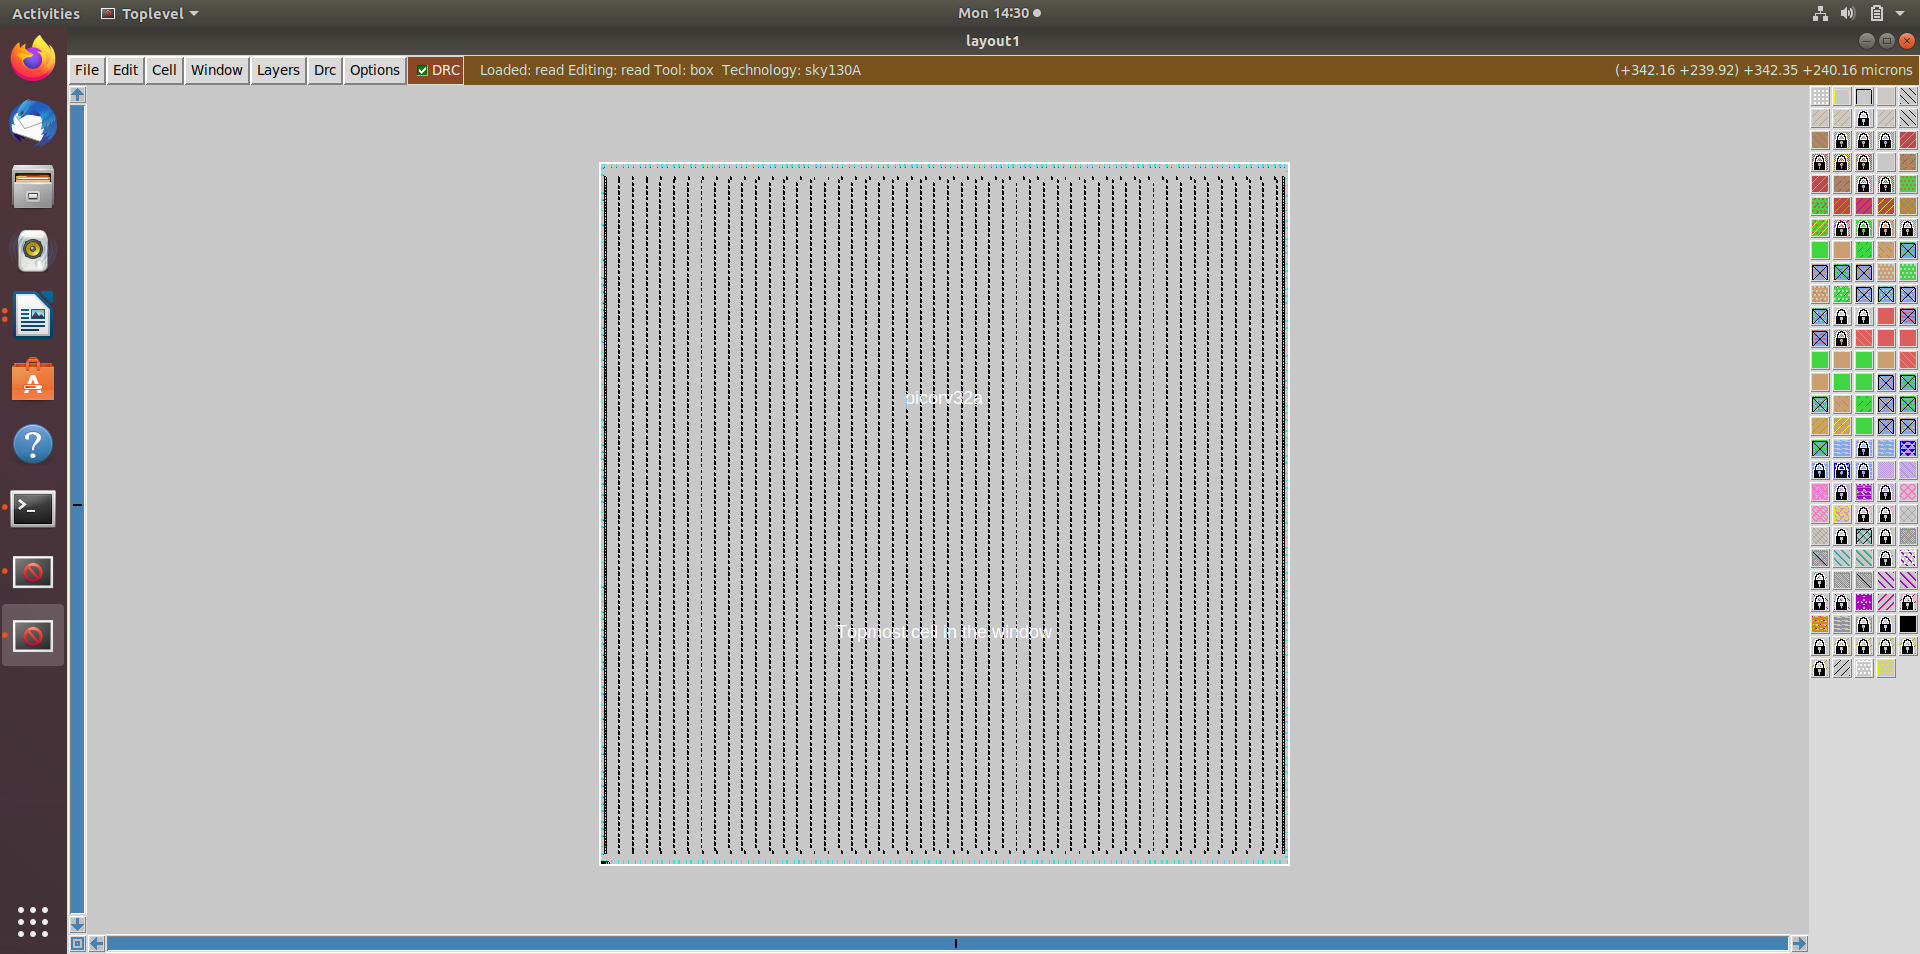 Activities Toplevel Mon 14:30
layout1
File Edit Cell Window Layers Drc Options DRC Loaded: read Editing: read Tool: box Technology: sky130A (+342.16 +239.92) +342.35 +240.16 microns
picorv32a
Topmost cell in the window